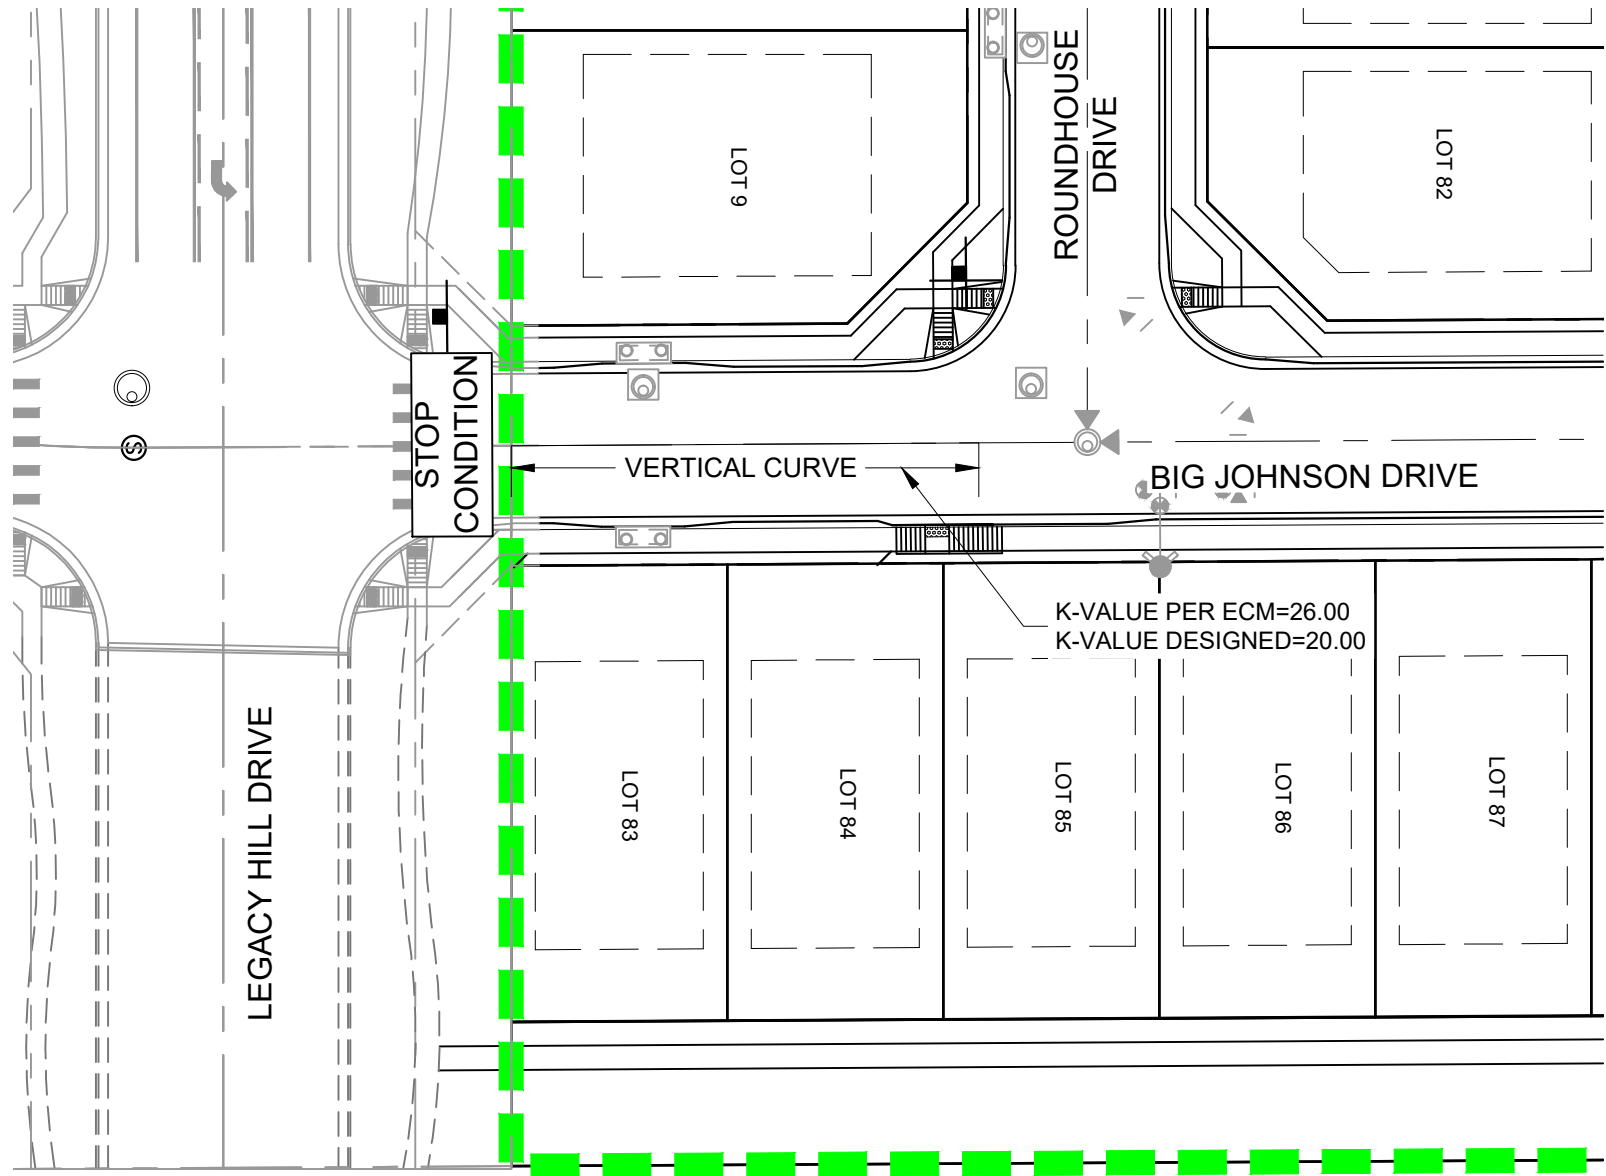 ROUNDHOUSE
DRIVE
LOT 9
LOT 82
STOP
CONDITION
S
VERTICAL CURVE
BIG JOHNSON DRIVE
K-VALUE PER ECM=26.00
K-VALUE DESIGNED=20.00
LEGACY HILL DRIVE
LOT 83
LOT 84
LOT 85
LOT 86
LOT 87